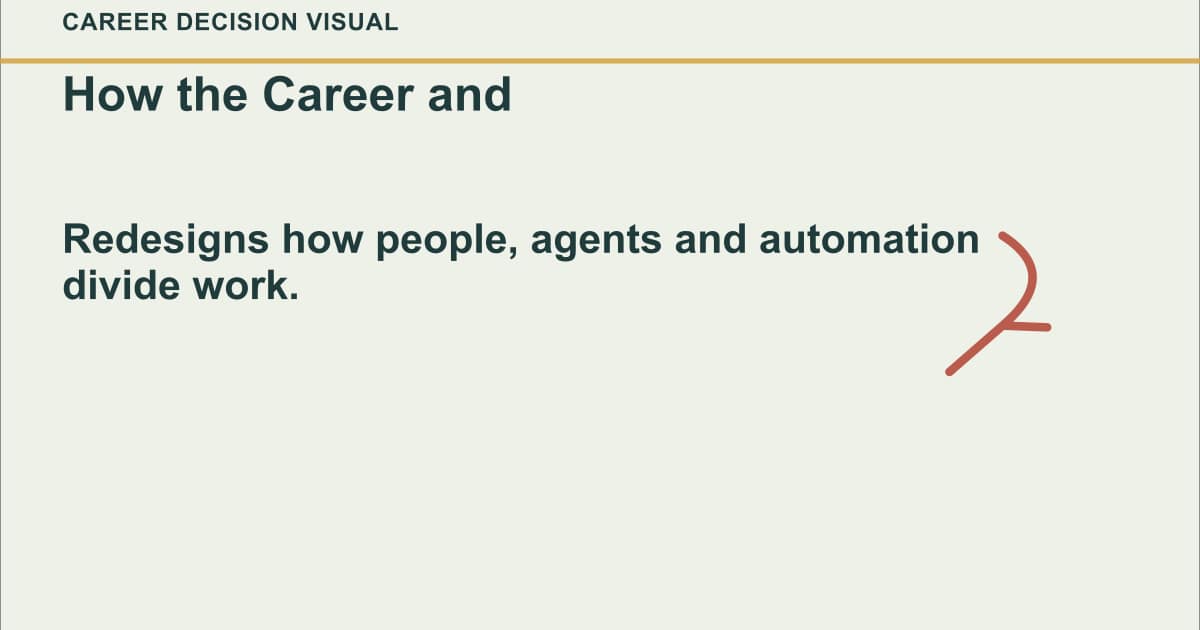 CAREER DECISION VISUAL
How the Career and
Redesigns how people, agents and automation
divide work.